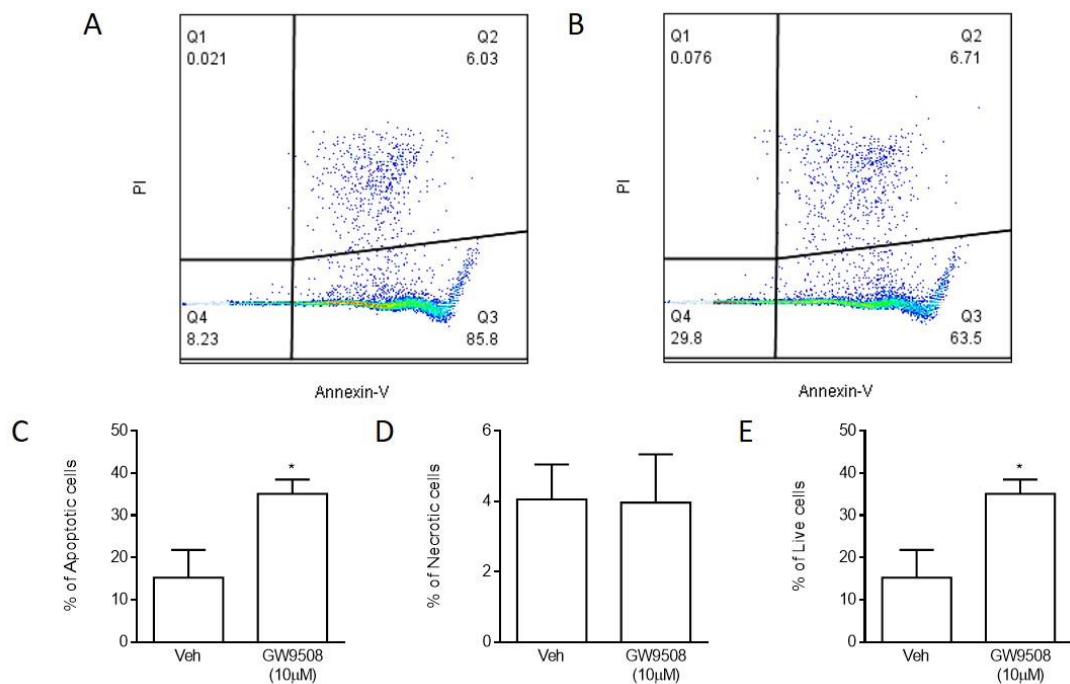 A
Q1
0.021
Q2
6.03
PI
Q4
8.23
Q3
85.8
Annexin-V
B
Q1
0.076
Q2
6.71
PI
Q4
29.8
Q3
63.5
Annexin-V
C
% of Apoptotic cells
50
40
30
20
10
0
Veh
*
GW9508
(10µM)
D
% of Necrotic cells
6
4
2
0
Veh
GW9508
(10µM)
E
% of Live cells
50
40
30
20
10
0
Veh
*
GW9508
(10µM)